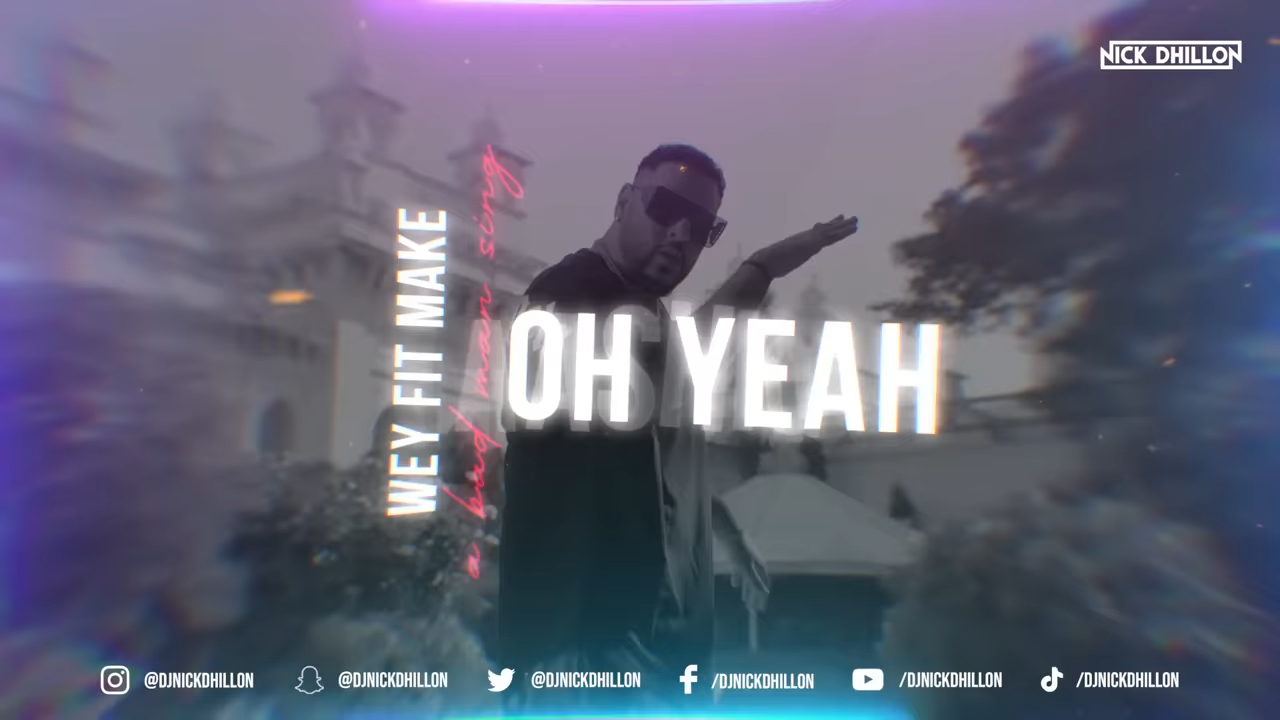 NICK DHILLON
WEY FIT MAKE
a bad man sing
OH YEAH
@DJNICKDHILLON
@DJNICKDHILLON
@DJNICKDHILLON
/DJNICKDHILLON
/DJNICKDHILLON
/DJNICKDHILLON